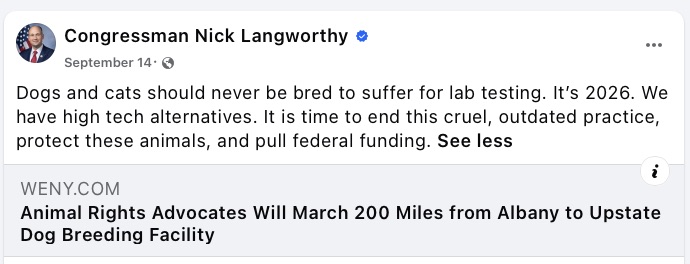 Congressman Nick Langworthy
September 14 ·
Dogs and cats should never be bred to suffer for lab testing. It's 2026. We
have high tech alternatives. It is time to end this cruel, outdated practice,
protect these animals, and pull federal funding. See less
WENY.COM
Animal Rights Advocates Will March 200 Miles from Albany to Upstate
Dog Breeding Facility